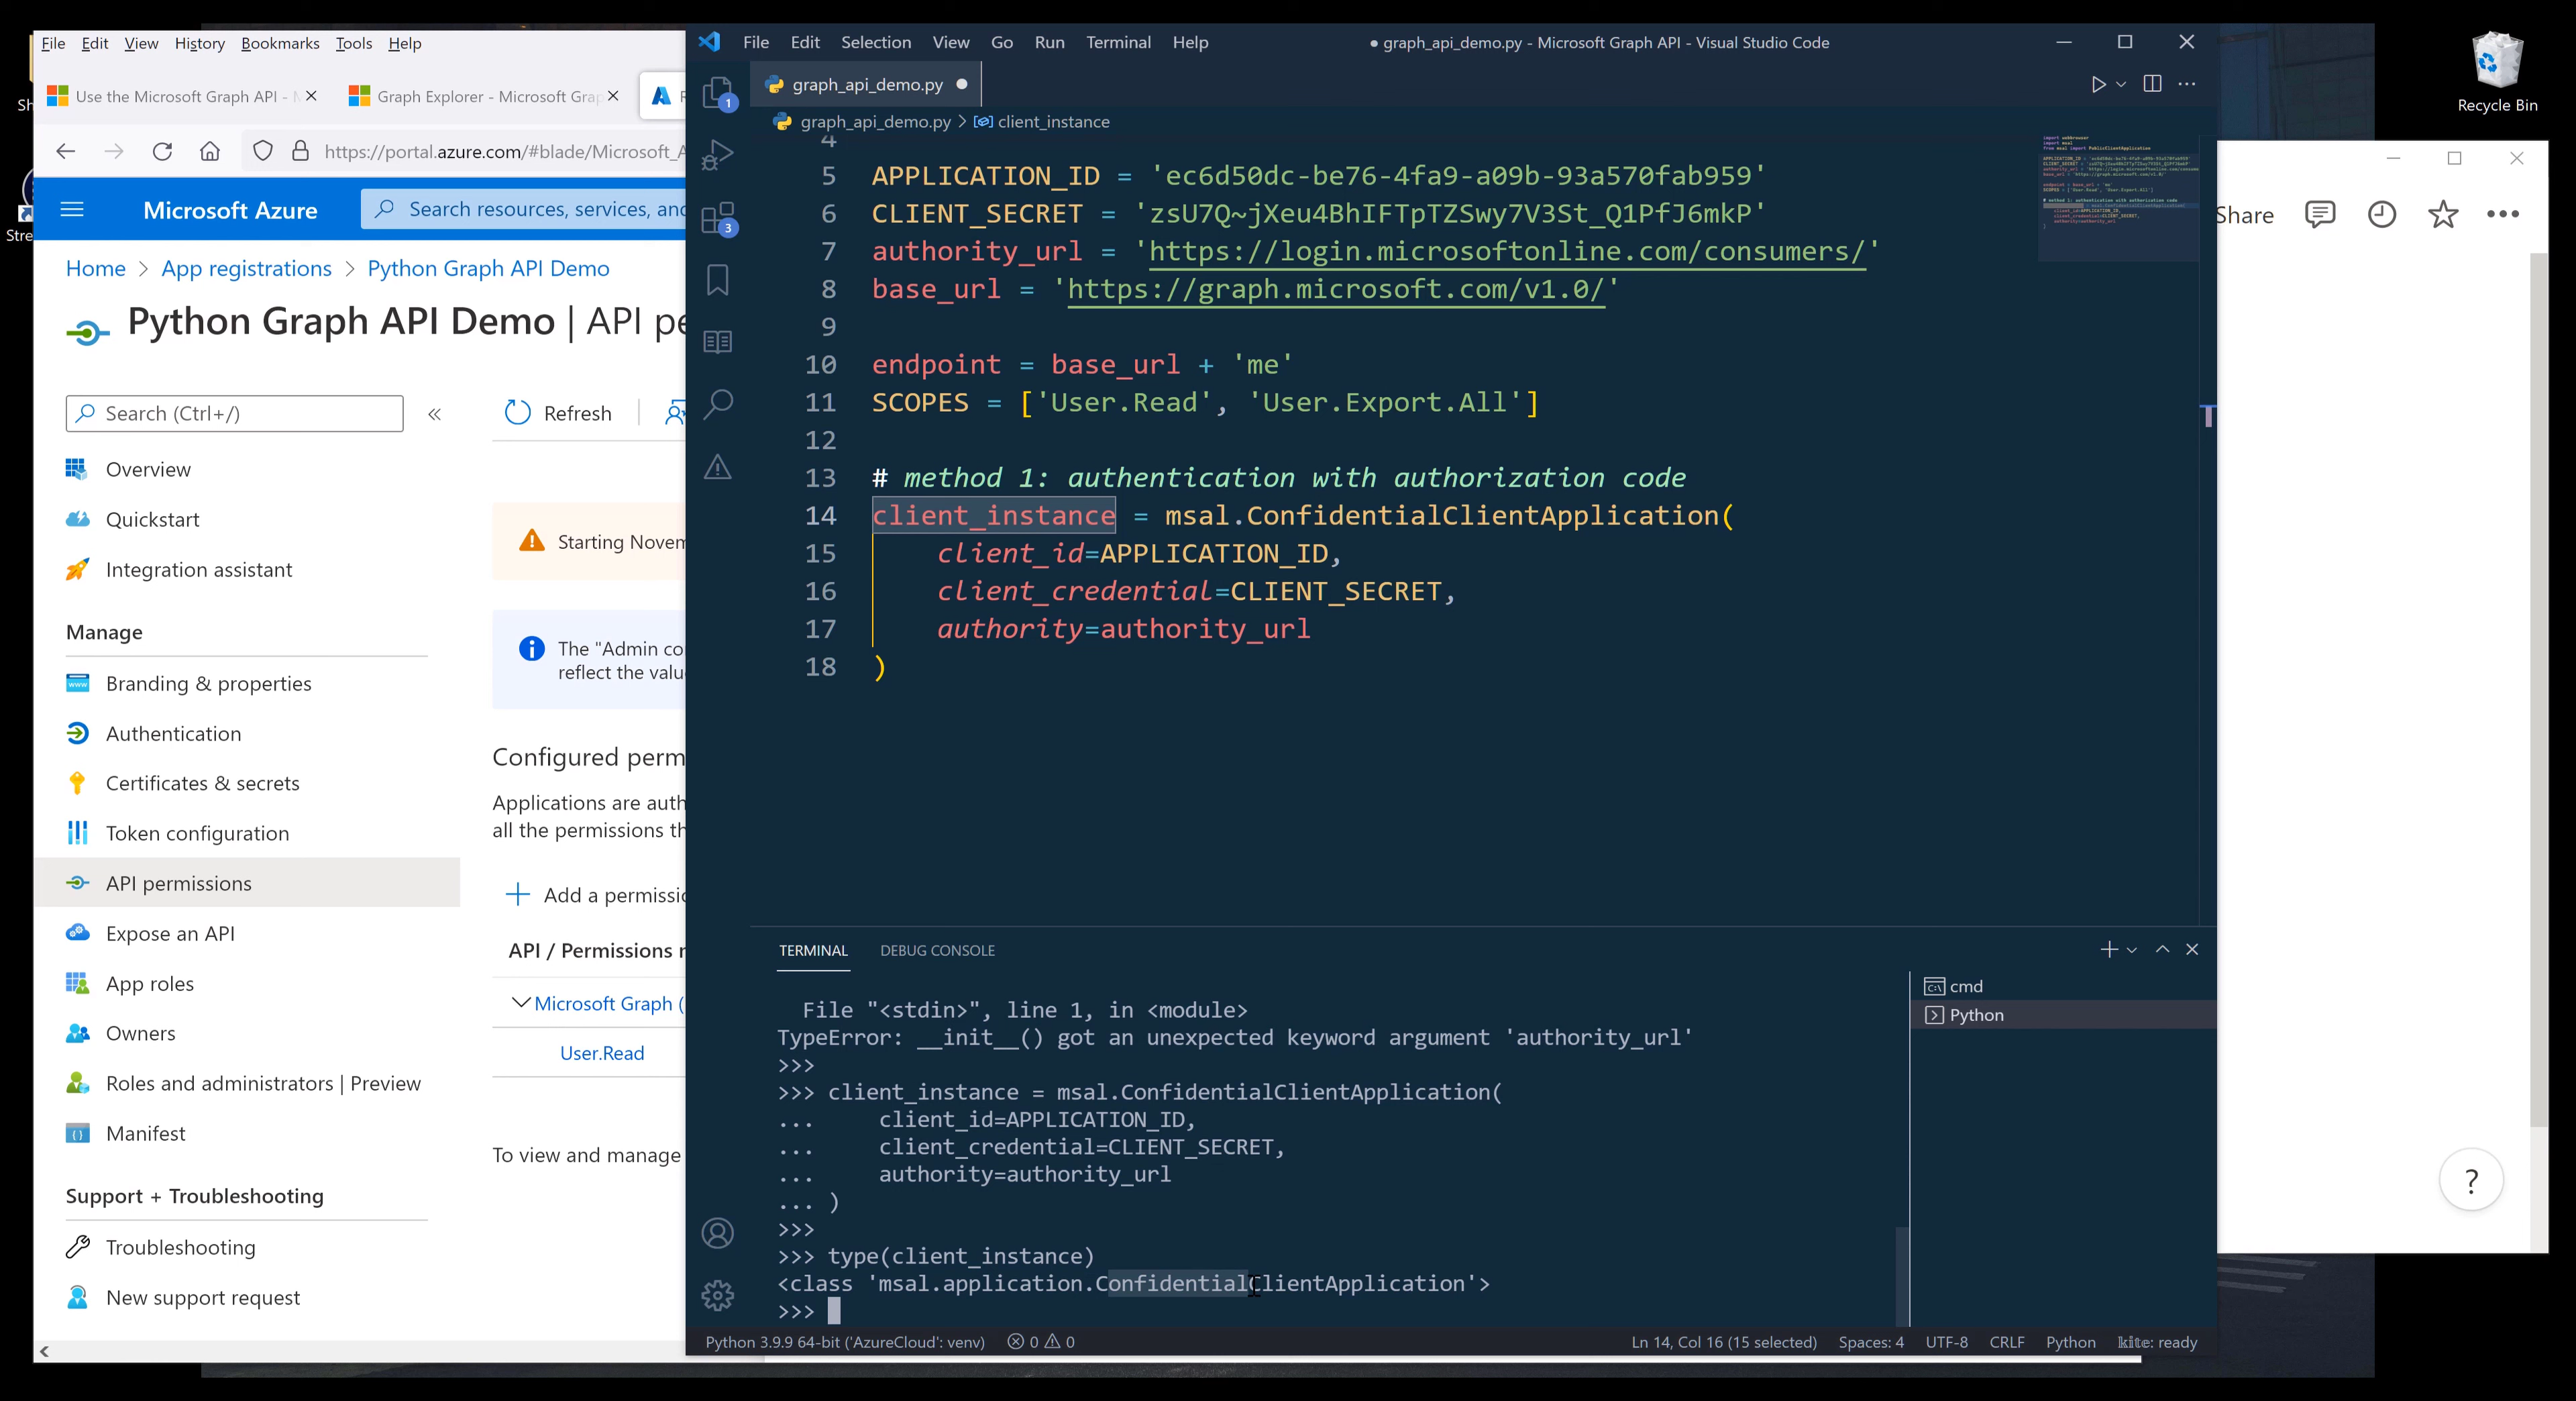 File Edit View History Bookmarks Tools Help
Use the Microsoft Graph API -
Graph Explorer - Microsoft Grap
https://portal.azure.com/#blade/Microsoft_A
Microsoft Azure
Search resources, services, and
Home > App registrations > Python Graph API Demo
Python Graph API Demo | API pe
Search (Ctrl+/)
«
Refresh
Overview
Quickstart
Integration assistant
Manage
Branding & properties
Authentication
Certificates & secrets
Token configuration
API permissions
Expose an API
App roles
Owners
Roles and administrators | Preview
Manifest
Support + Troubleshooting
Troubleshooting
New support request
Starting Novem
The "Admin co
reflect the valu
Configured perm
Applications are auth
all the permissions th
Add a permissio
API / Permissions n
Microsoft Graph (
User.Read
To view and manage
File Edit Selection View Go Run Terminal Help
● graph_api_demo.py - Microsoft Graph API - Visual Studio Code
graph_api_demo.py ●
graph_api_demo.py > client_instance
1
3
4
5 APPLICATION_ID = 'ec6d50dc-be76-4fa9-a09b-93a570fab959'
6 CLIENT_SECRET = 'zsU7Q~jXeu4BhIFTpTZSwy7V3St_Q1PfJ6mkP'
7 authority_url = 'https://login.microsoftonline.com/consumers/'
8 base_url = 'https://graph.microsoft.com/v1.0/'
9
10 endpoint = base_url + 'me'
11 SCOPES = ['User.Read', 'User.Export.All']
12
13 # method 1: authentication with authorization code
14 client_instance = msal.ConfidentialClientApplication(
15 client_id=APPLICATION_ID,
16 client_credential=CLIENT_SECRET,
17 authority=authority_url
18 )
TERMINAL DEBUG CONSOLE
File "<stdin>", line 1, in <module>
TypeError: __init__() got an unexpected keyword argument 'authority_url'
>>>
>>> client_instance = msal.ConfidentialClientApplication(
... client_id=APPLICATION_ID,
... client_credential=CLIENT_SECRET,
... authority=authority_url
... )
>>>
>>> type(client_instance)
<class 'msal.application.ConfidentialClientApplication'>
>>>
cmd
Python
Python 3.9.9 64-bit ('AzureCloud': venv) 0 0
Ln 14, Col 16 (15 selected) Spaces: 4 UTF-8 CRLF Python kite: ready
Recycle Bin
Share
?